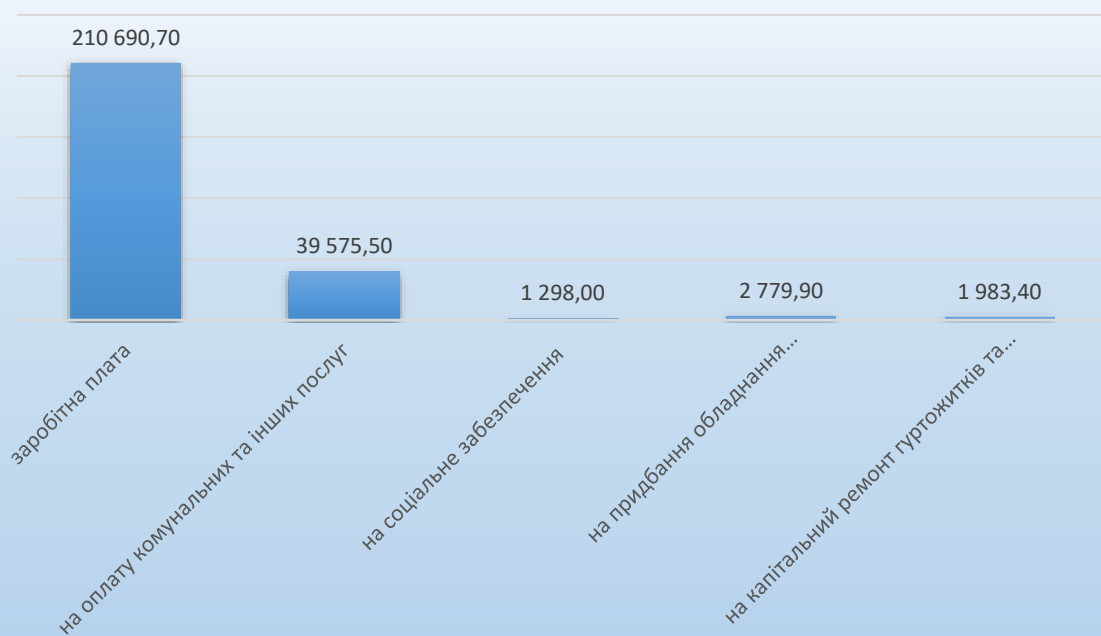 210 690,70
39 575,50
1 298,00
2 779,90
1 983,40
заробітна плата
на оплату комунальних та інших послуг
на соціальне забезпечення
на придбання обладнання...
на капітальний ремонт гуртожитків та...